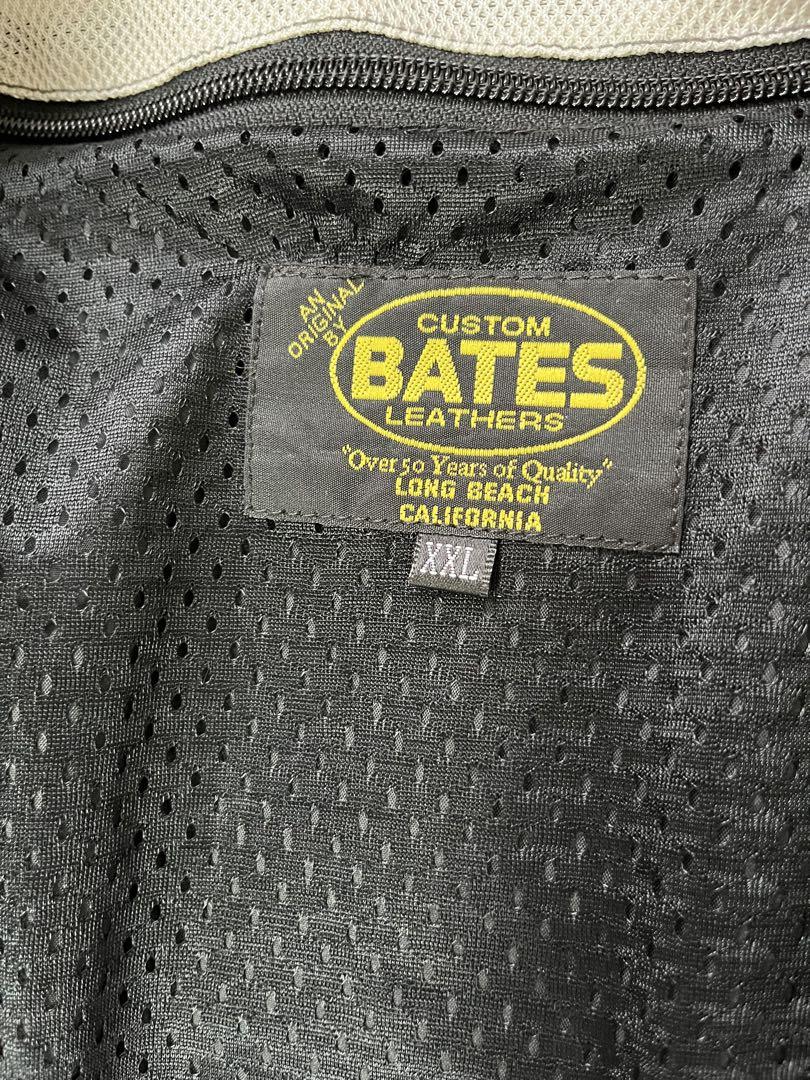 AN
ORIGINAL
BY
CUSTOM
BATES
LEATHERS
"Over 50 Years of Quality"
LONG BEACH
CALIFORNIA
XXL